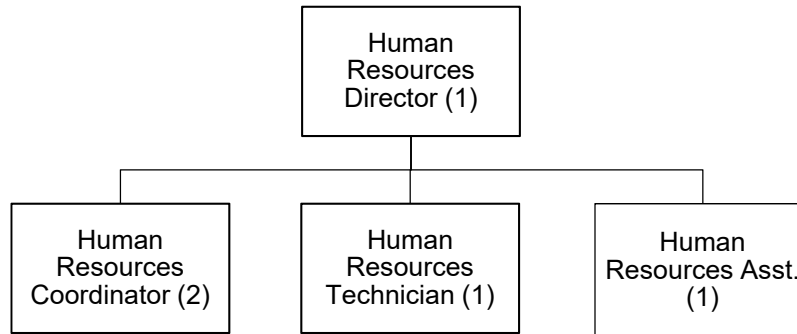 Human
Resources
Director (1)
Human
Resources
Coordinator (2)
Human
Resources
Technician (1)
Human
Resources Asst.
(1)